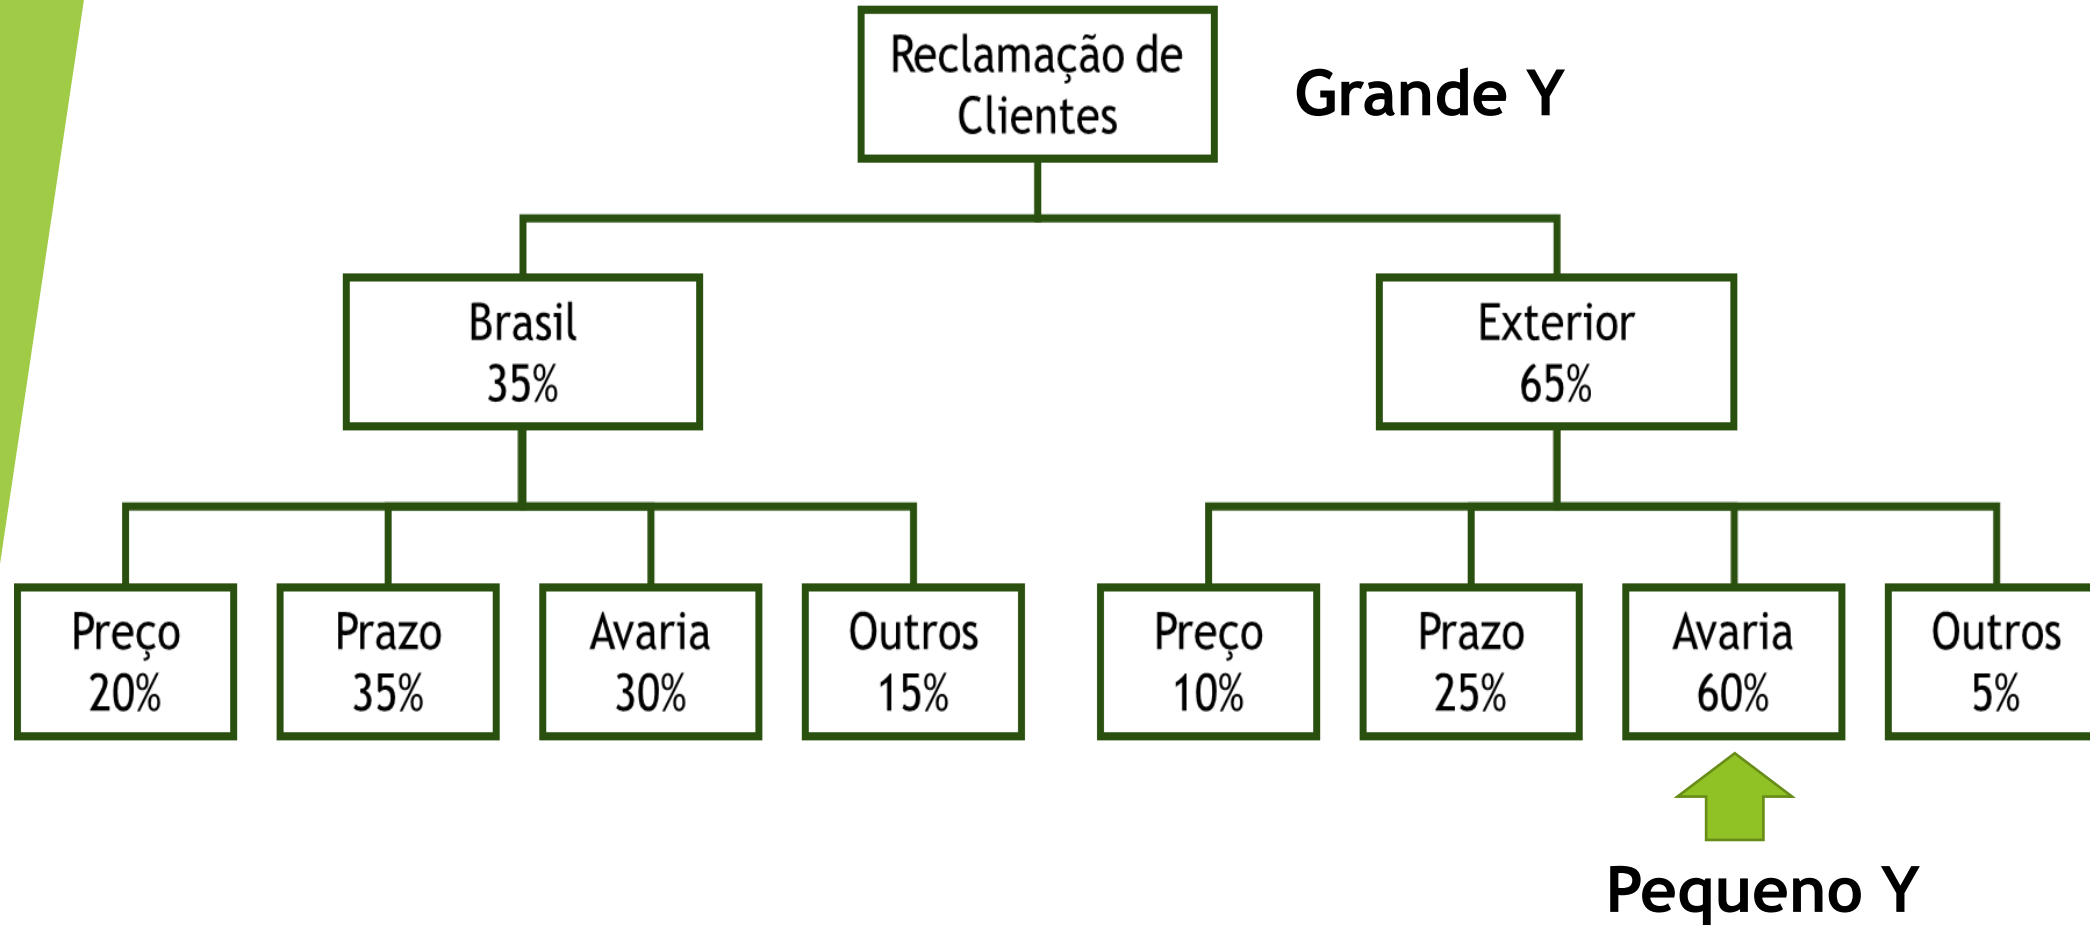 Reclamação de
Clientes
Grande Y
Brasil
35%
Exterior
65%
Preço
20%
Prazo
35%
Avaria
30%
Outros
15%
Preço
10%
Prazo
25%
Avaria
60%
Outros
5%
Pequeno Y